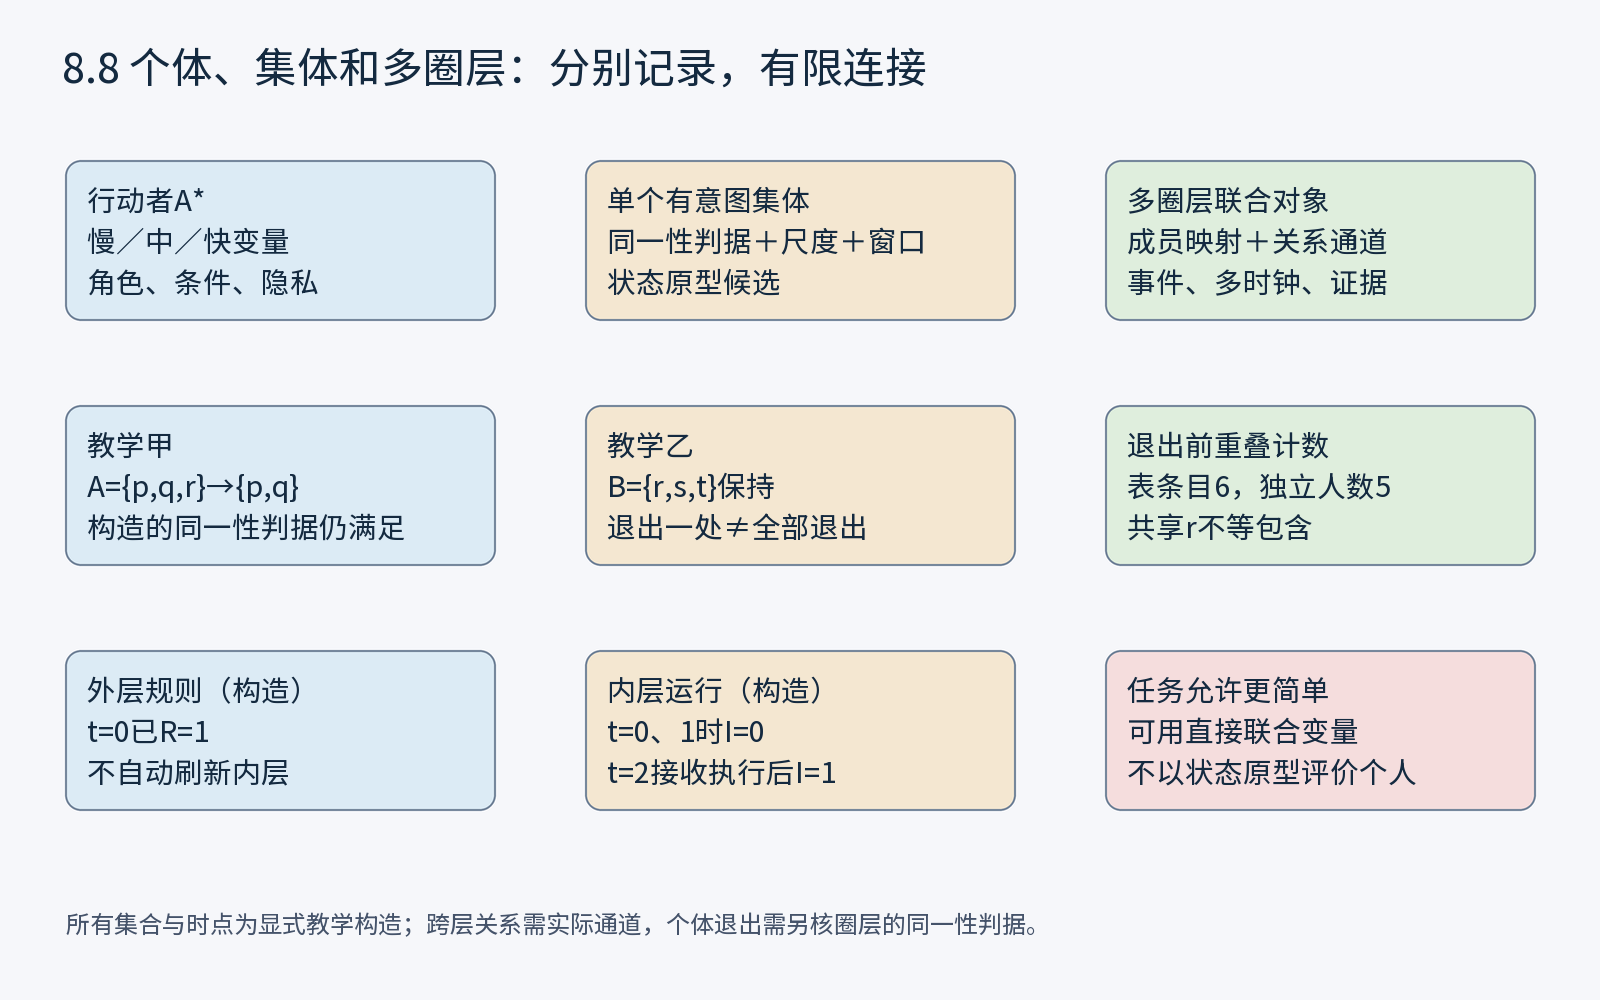 8.8 个体、集体和多圈层：分别记录，有限连接
行动者A*
慢／中／快变量
角色、条件、隐私
单个有意图集体
同一性判据＋尺度＋窗口
状态原型候选
多圈层联合对象
成员映射＋关系通道
事件、多时钟、证据
教学甲
A={p,q,r}→{p,q}
构造的同一性判据仍满足
教学乙
B={r,s,t}保持
退出一处≠全部退出
退出前重叠计数
表条目6，独立人数5
共享r不等包含
外层规则（构造）
t=0已R=1
不自动刷新内层
内层运行（构造）
t=0、1时I=0
t=2接收执行后I=1
任务允许更简单
可用直接联合变量
不以状态原型评价个人
所有集合与时点为显式教学构造；跨层关系需实际通道，个体退出需另核圈层的同一性判据。